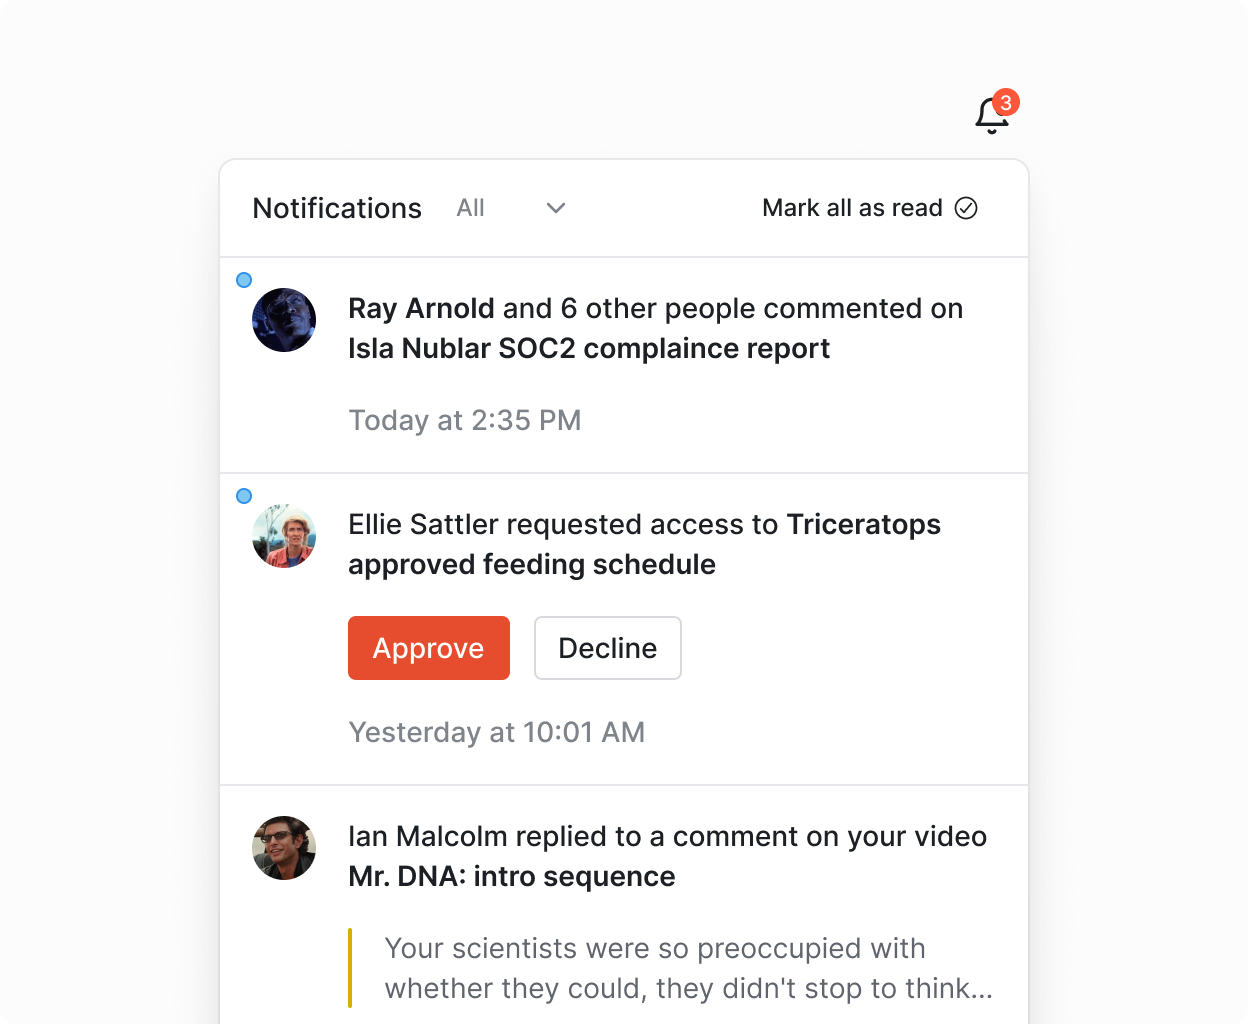 3
Notifications All Mark all as read
Ray Arnold and 6 other people commented on
Isla Nublar SOC2 complaince report
Today at 2:35 PM
Ellie Sattler requested access to Triceratops
approved feeding schedule
Approve Decline
Yesterday at 10:01 AM
Ian Malcolm replied to a comment on your video
Mr. DNA: intro sequence
Your scientists were so preoccupied with
whether they could, they didn't stop to think...